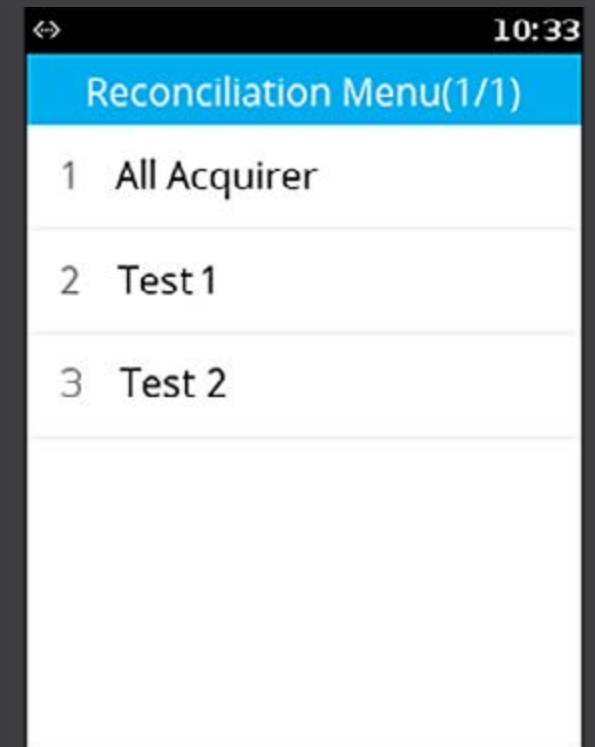 10:33
Reconciliation Menu(1/1)
1 All Acquirer
2 Test 1
3 Test 2